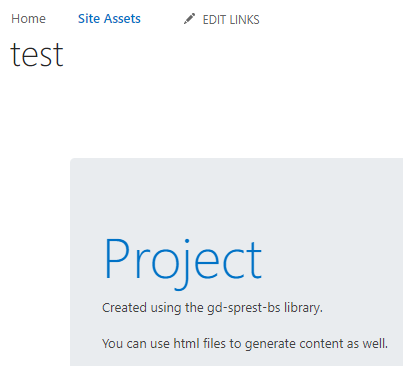 Home Site Assets EDIT LINKS
test
Project
Created using the gd-sprest-bs library.
You can use html files to generate content as well.